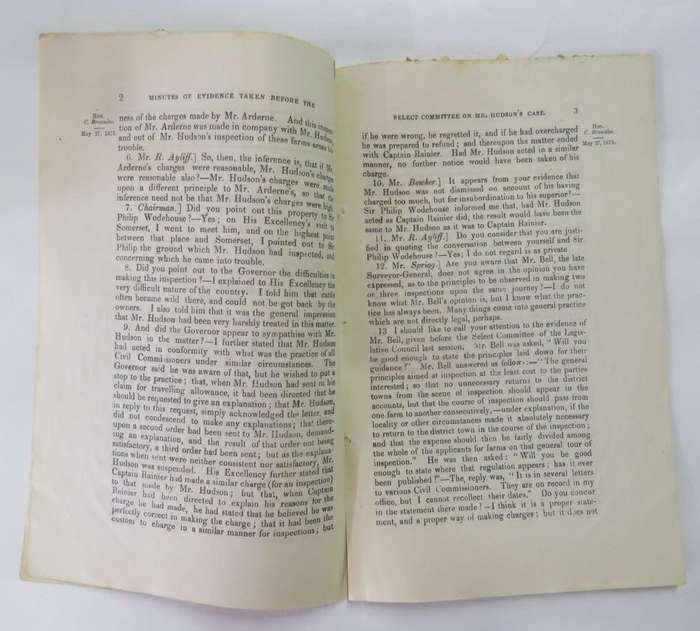 2 MINUTES OF EVIDENCE TAKEN BEFORE THE
Hon.
C. Brownlee.
May 27, 1875.
ness of the charges made by Mr. Arderne. And this inspec-
tion of Mr. Arderne was made in company with Mr. Hudson,
and out of Mr. Hudson's inspection of these farms arose his
trouble.
6. Mr. R. Ayliff.] So, then, the inference is, that if Mr.
Arderne's charges were reasonable, Mr. Hudson's charges
were reasonable also?—Mr. Hudson's charges were made
upon a different principle to Mr. Arderne's, so that the
inference need not be that Mr. Hudson's charges were high.
7. Chairman.] Did you point out this property to Sir
Philip Wodehouse?—Yes; on His Excellency's visit to
Somerset, I went to meet him, and on the highest point
between that place and Somerset, I pointed out to Sir
Philip the ground which Mr. Hudson had inspected, and
concerning which he came into trouble.
8. Did you point out to the Governor the difficulties in
making this inspection?—I explained to His Excellency the
very difficult nature of the country. I told him that cattle
often became wild there, and could not be got back by the
owners. I also told him that it was the general impression
that Mr. Hudson had been very harshly treated in this matter.
9. And did the Governor appear to sympathies with Mr.
Hudson in the matter?—I further stated that Mr. Hudson
had acted in conformity with what was the practice of all
Civil Commissioners under similar circumstances. The
Governor said he was aware of that, but he wished to put a
stop to the practice; that, when Mr. Hudson had sent in his
claim for travelling allowance, it had been directed that he
should be requested to give an explanation; that Mr. Hudson,
in reply to this request, simply acknowledged the letter, and
did not condescend to make any explanations; that there-
upon a second order had been sent to Mr. Hudson, demand-
ing an explanation, and the result of that order not being
satisfactory, a third order had been sent; but as the explana-
tions when sent were neither consistent nor satisfactory, Mr.
Hudson was suspended. His Excellency further stated that
Captain Rainier had made a similar charge (for an inspection)
to that made by Mr. Hudson; but that, when Captain
Rainier had been directed to explain his reasons for the
charge he had made, he had stated that he believed he was
perfectly correct in making the charge; that it had been the
custom to charge in a similar manner for inspections; but
SELECT COMMITTEE ON MR. HUDSON'S CASE. 3
Hon.
C. Brownlee.
May 27, 1875.
if he were wrong, he regretted it, and if he had overcharged
he was prepared to refund; and thereupon the matter ended
with Captain Rainier. Had Mr. Hudson acted in a similar
manner, no further notice would have been taken of his
charge.
10. Mr. Bowker.] It appears from your evidence that
Mr. Hudson was not dismissed on account of his having
charged too much, but for insubordination to his superior?—
Sir Philip Wodehouse informed me that, had Mr. Hudson
acted as Captain Rainier did, the result would have been the
same to Mr. Hudson as it was to Captain Rainier.
11. Mr. R. Ayliff.] Do you consider that you are justi-
fied in quoting the conversation between yourself and Sir
Philip Wodehouse?—Yes; I do not regard is as private
12. Mr. Sprigg.] Are you aware that Mr. Bell, the late
Surveyor-General, does not agree in the opinion you have
expressed, as to the principles to be observed in making two
or three inspections upon the same journey?—I do not
know what Mr. Bell's opinion is, but I know what the prac-
tice has always been. Many things come into general practice
which are not directly legal, perhaps.
13 I should like to call your attention to the evidence of
Mr. Bell, given before the Select Committee of the Legis-
lative Council last session. Mr. Bell was asked, "Will you
be good enough to state the principles laid down for their
guidance?" Mr. Bell answered as follows:—"The general
principles aimed at inspection at the least cost to the parties
interested; so that no unnecessary returns to the district
towns from the scene of inspection should appear in the
accounts, but that the course of inspection should pass from
one farm to another consecutively,—under explanation, if the
locality or other circumstances made it absolutely necessary
to return to the district town in the course of the inspection;
and that the expense should then be fairly divided among
the whole of the applicants for farms on that general tour of
inspection." He was then asked: "Will you be good
enough to state where that regulation appears; has it ever
been published?"—The reply was, "It is in several letters
to various Civil Commissioners. They are on record in my
office, but I cannot recollect their dates." Do you concur
in the statement there made?—I think it is a proper state-
ment, and a proper way of making charges; but it does not